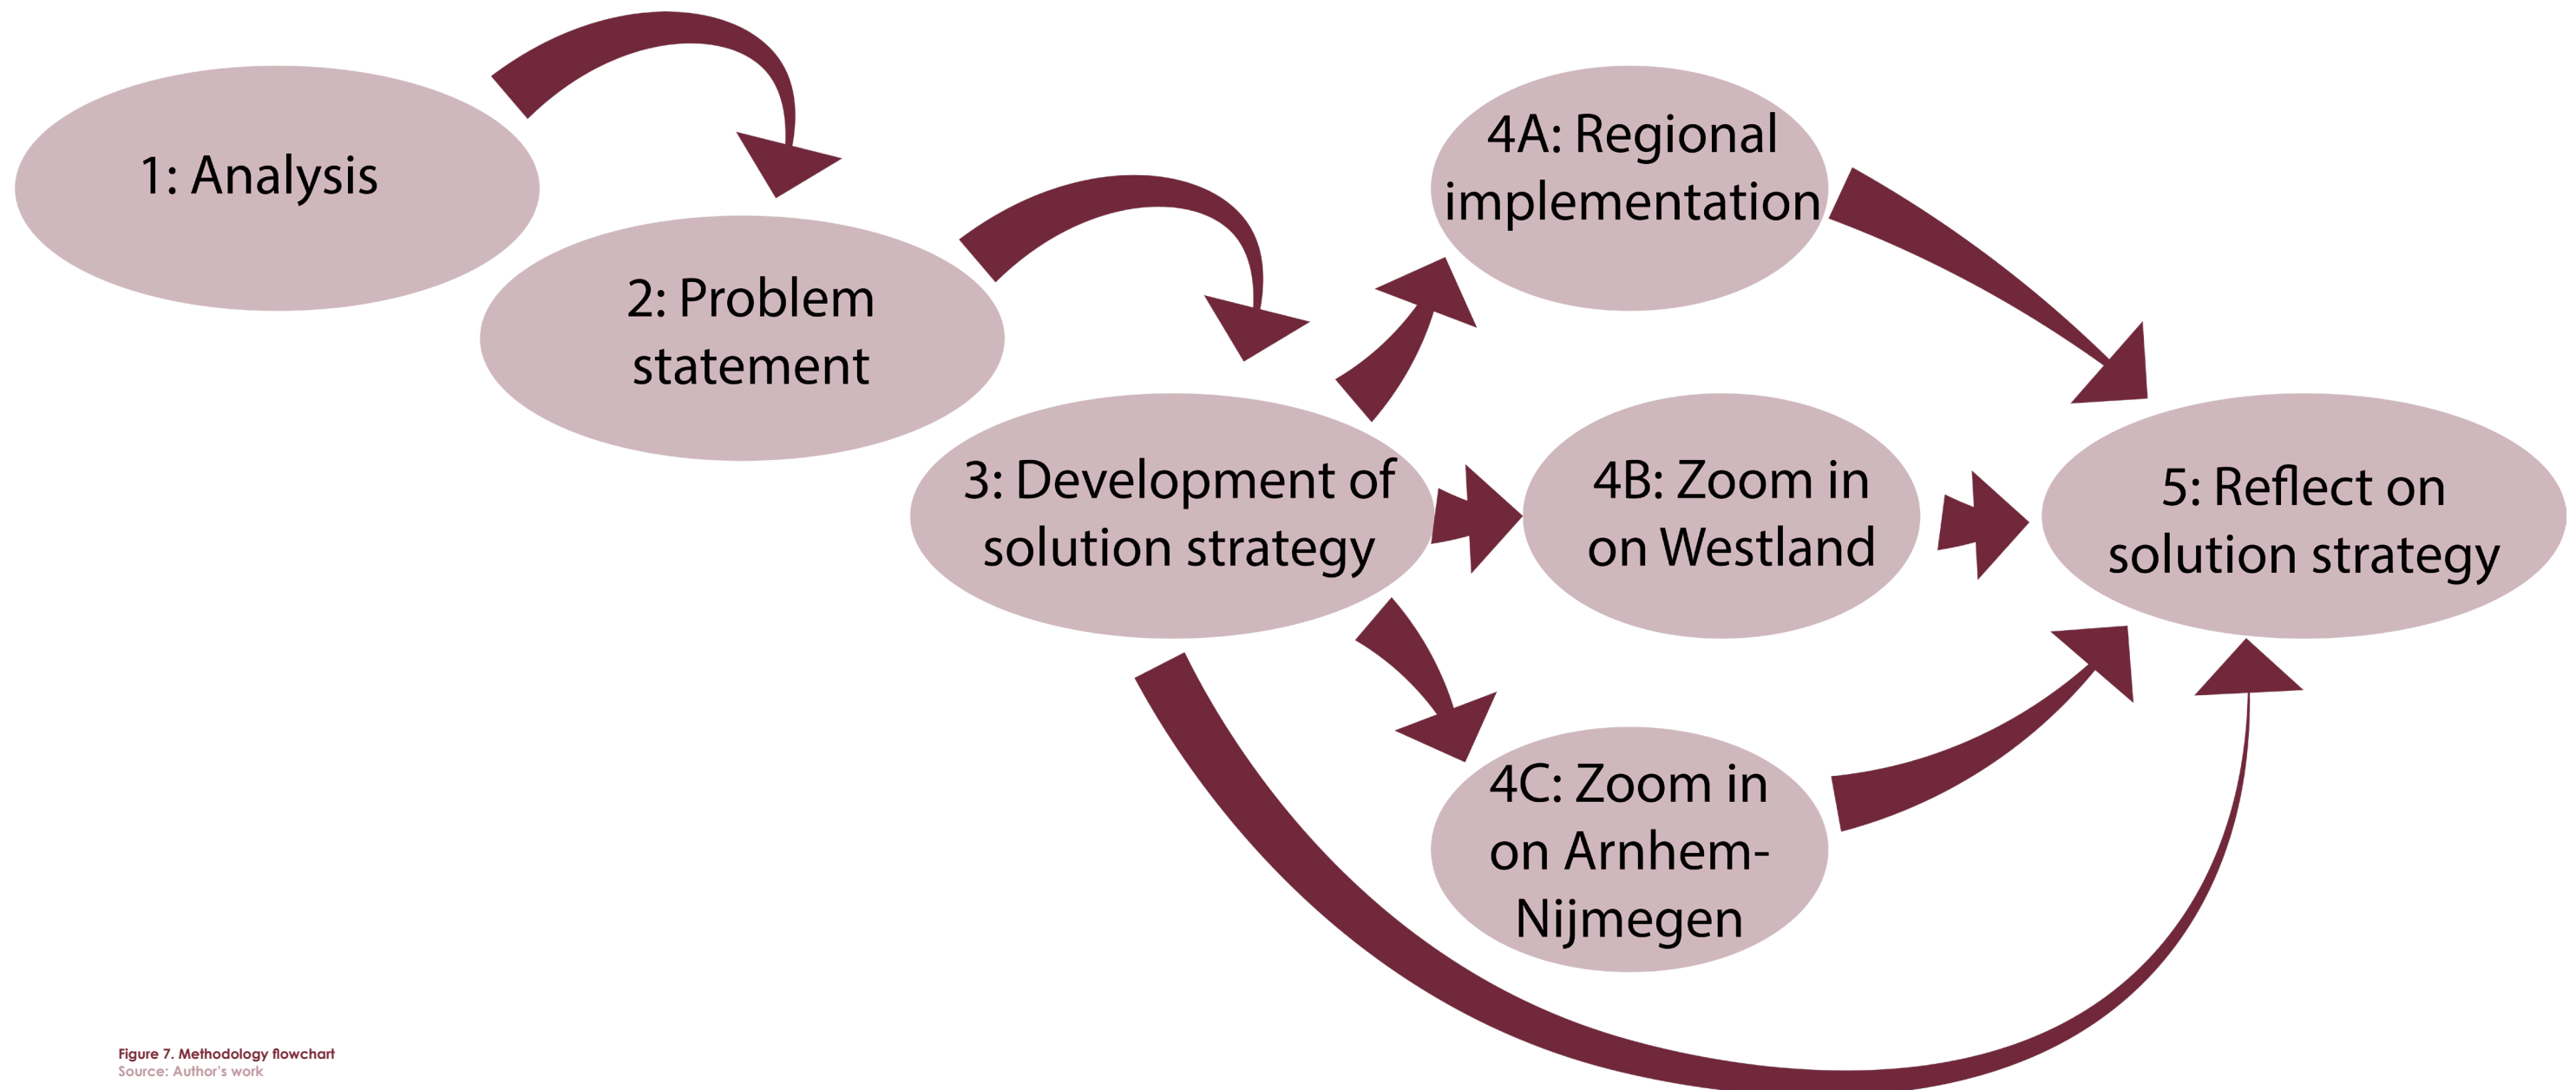 1: Analysis
2: Problem
statement
3: Development of
solution strategy
4A: Regional
implementation
4B: Zoom in
on Westland
4C: Zoom in
on Arnhem-
Nijmegen
5: Reflect on
solution strategy
Figure 7. Methodology flowchart
Source: Author's work